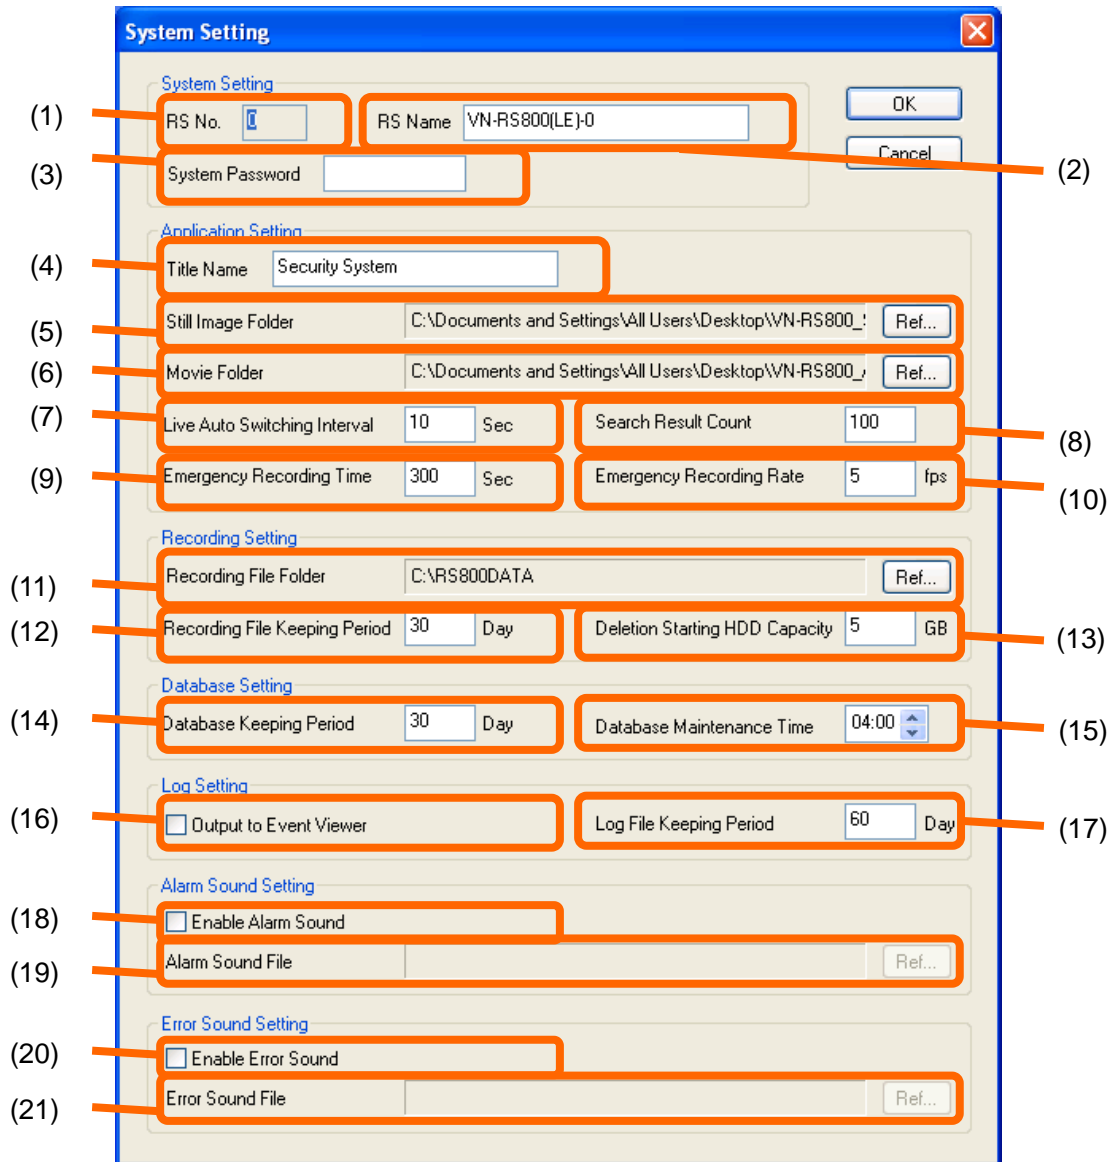 System Setting
System Setting
(1) RS No. 0 RS Name VN-RS800(LE)-0 OK
Cancel
(2)
(3) System Password
Application Setting
(4) Title Name Security System
(5) Still Image Folder C:\Documents and Settings\All Users\Desktop\VN-RS800_ Ref...
(6) Movie Folder C:\Documents and Settings\All Users\Desktop\VN-RS800_ Ref...
(7) Live Auto Switching Interval 10 Sec Search Result Count 100 (8)
(9) Emergency Recording Time 300 Sec Emergency Recording Rate 5 fps (10)
Recording Setting
(11) Recording File Folder C:\RS800DATA Ref...
(12) Recording File Keeping Period 30 Day Deletion Starting HDD Capacity 5 GB (13)
Database Setting
(14) Database Keeping Period 30 Day Database Maintenance Time 04:00 (15)
Log Setting
(16) Output to Event Viewer Log File Keeping Period 60 Day (17)
Alarm Sound Setting
(18) Enable Alarm Sound
(19) Alarm Sound File Ref...
Error Sound Setting
(20) Enable Error Sound
(21) Error Sound File Ref...